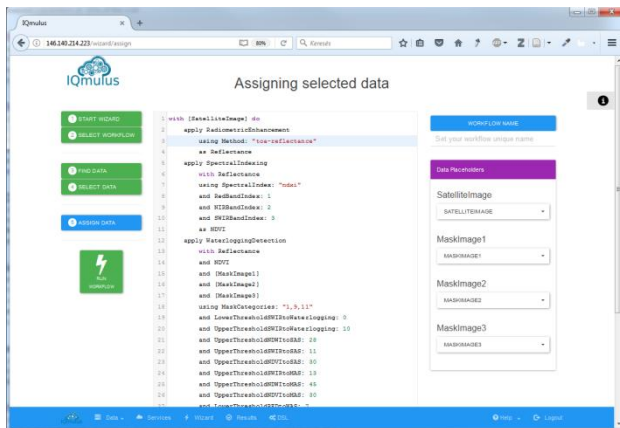 IQmulus
146.140.214.223/wizard/assign
80%
Keresés
IQmulus
Assigning selected data
START WIZARD
SELECT WORKFLOW
FIND DATA
SELECT DATA
ASSIGN DATA
RUN
WORKFLOW
1 with [SatelliteImage] do
2 apply RadiometricEnhancement
3 using Method: "toa-reflectance"
4 as Reflectance
5 apply SpectralIndexing
6 with Reflectance
7 using SpectralIndex: "ndwi"
8 and RedBandIndex: 1
9 and NIRBandIndex: 2
10 and SWIRBandIndex: 3
11 as NDVI
12 apply WaterloggingDetection
13 with Reflectance
14 and NDVI
15 and [MaskImage1]
16 and [MaskImage2]
17 and [MaskImage3]
18 using MaskCategories: "1,9,11"
19 and LowerThresholdSWIRtoWaterlogging: 0
20 and UpperThresholdSWIRtoWaterlogging: 10
21 and UpperThresholdNDWItoHAS: 28
22 and UpperThresholdSWIRtoHAS: 11
23 and UpperThresholdNDVItoHAS: 30
24 and UpperThresholdSWIRtoMAS: 13
25 and UpperThresholdNDWItoMAS: 45
26 and UpperThresholdNDVItoMAS: 30
WORKFLOW NAME
Set your workflow unique name
Data Placeholders
SatelliteImage
SATELLITEIMAGE
MaskImage1
MASKIMAGE1
MaskImage2
MASKIMAGE2
MaskImage3
MASKIMAGE3
Data
Services
Wizard
Results
DSL
Help
Logout